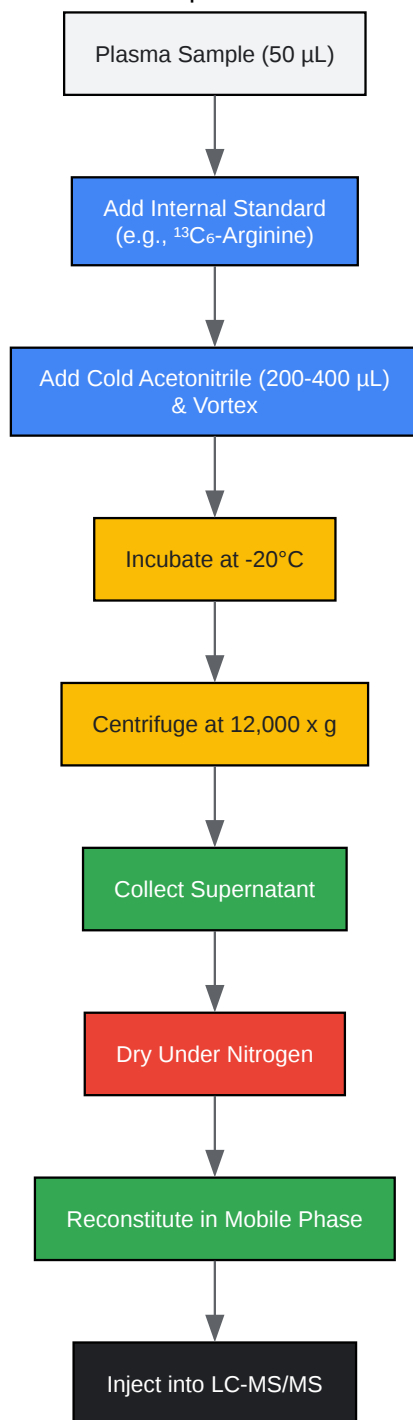 Plasma Sample (50 µL)
Add Internal Standard
(e.g., ¹³C₆-Arginine)
Add Cold Acetonitrile (200-400 µL)
& Vortex
Incubate at -20°C
Centrifuge at 12,000 x g
Collect Supernatant
Dry Under Nitrogen
Reconstitute in Mobile Phase
Inject into LC-MS/MS